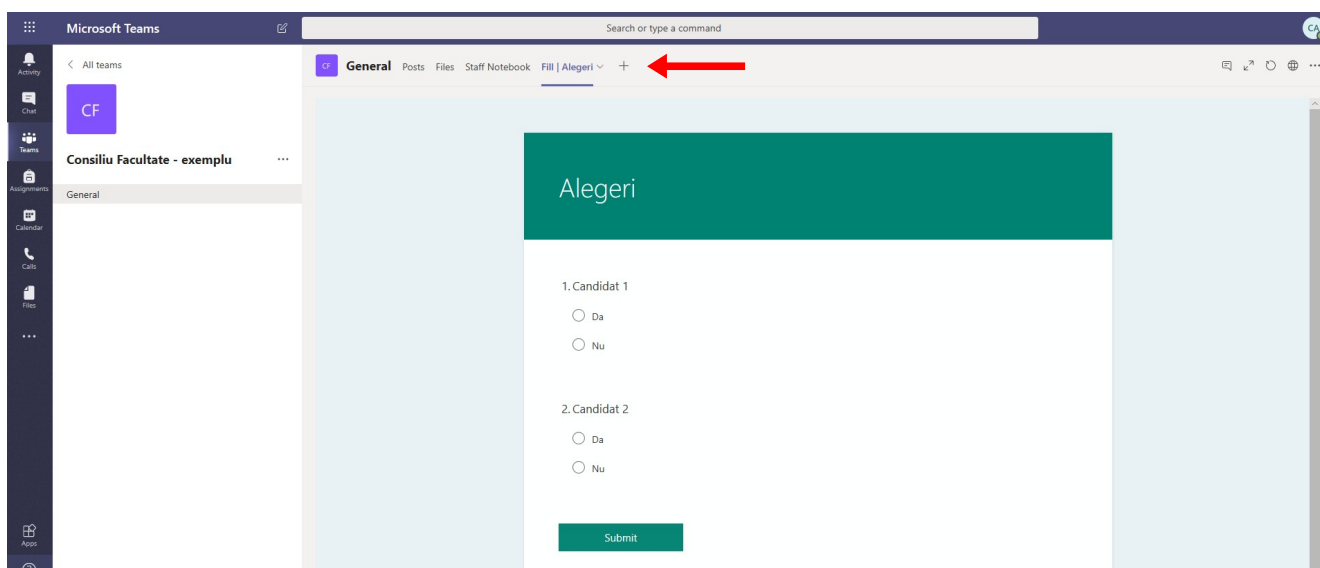 Microsoft Teams
Search or type a command
CA
Activity
Chat
Teams
Assignments
Calendar
Calls
Files
Apps
All teams
CF
Consiliu Facultate - exemplu
General
CF General Posts Files Staff Notebook Fill | Alegeri
Alegeri
1. Candidat 1
Da
Nu
2. Candidat 2
Da
Nu
Submit